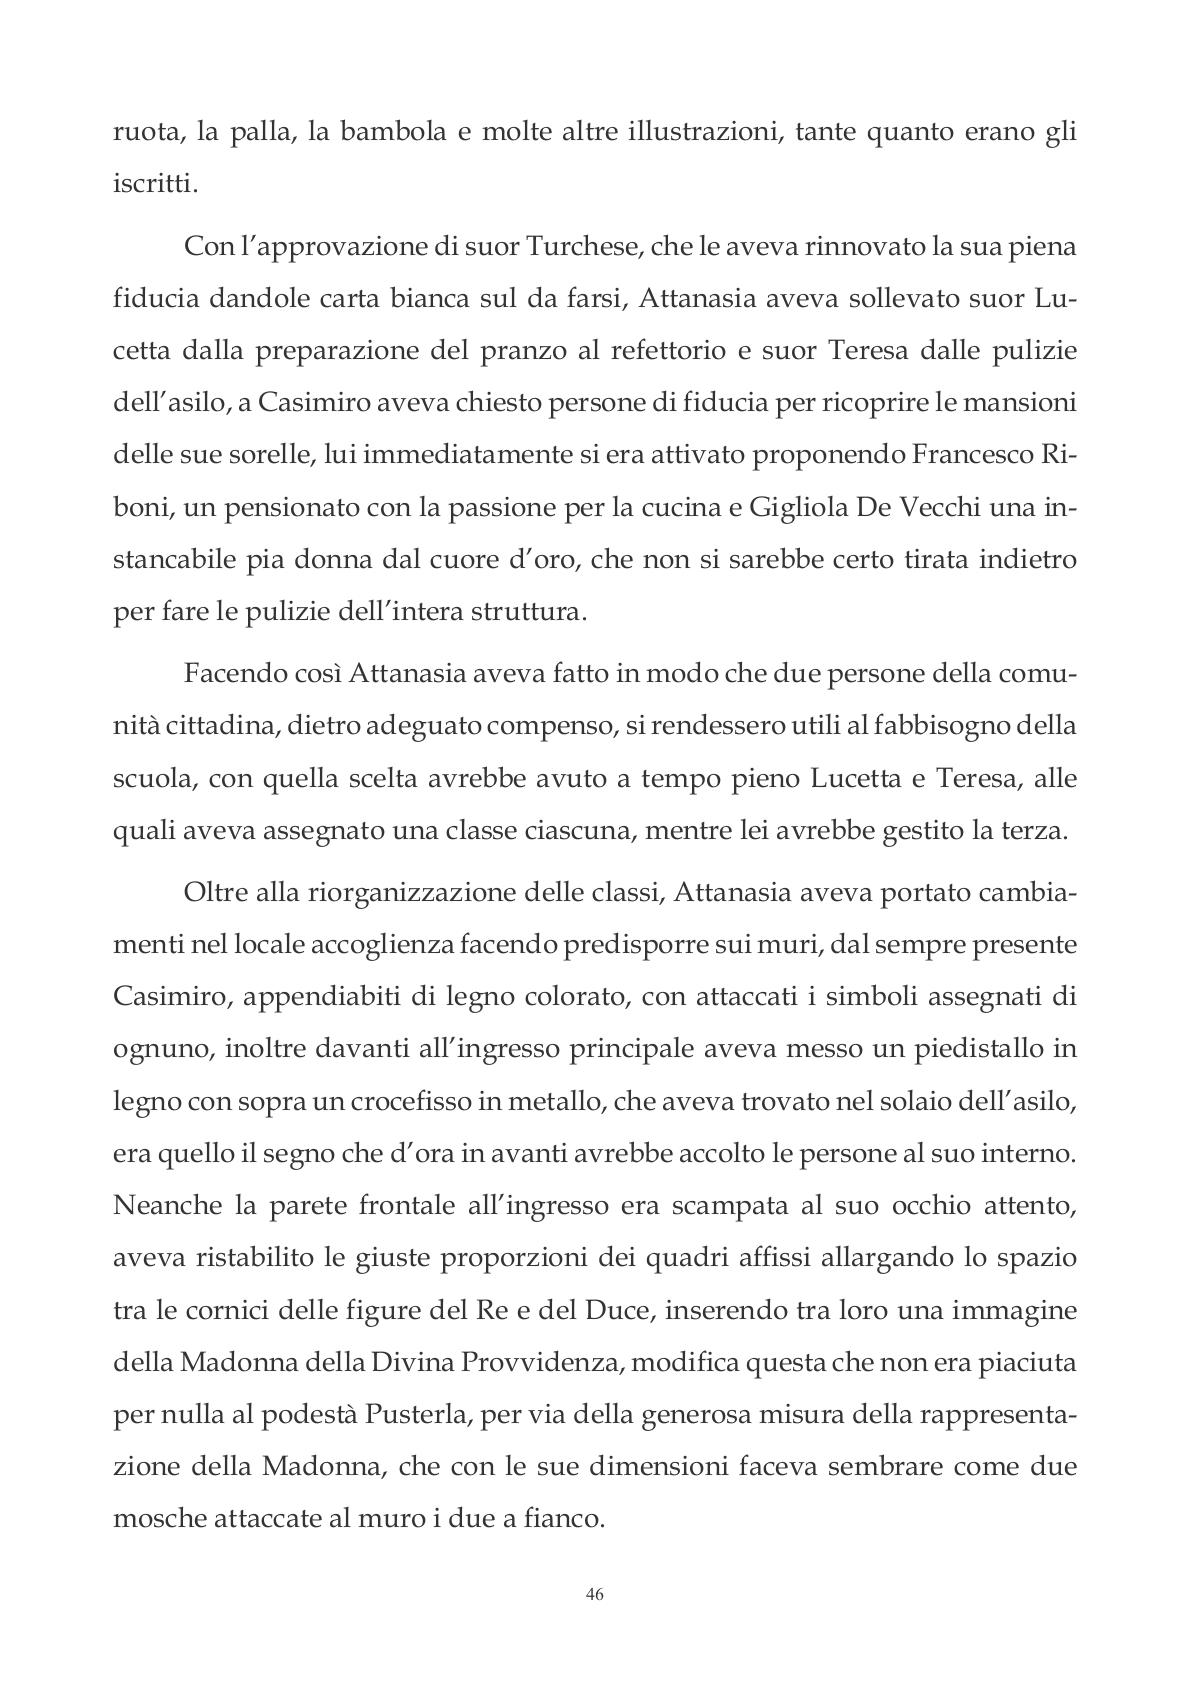 ruota, la palla, la bambola e molte altre illustrazioni, tante quanto erano gli
iscritti.
Con l’approvazione di suor Turchese, che le aveva rinnovato la sua piena
fiducia dandole carta bianca sul da farsi, Attanasia aveva sollevato suor Lu-
cetta dalla preparazione del pranzo al refettorio e suor Teresa dalle pulizie
dell’asilo, a Casimiro aveva chiesto persone di fiducia per ricoprire le mansioni
delle sue sorelle, lui immediatamente si era attivato proponendo Francesco Ri-
boni, un pensionato con la passione per la cucina e Gigliola De Vecchi una in-
stancabile pia donna dal cuore d’oro, che non si sarebbe certo tirata indietro
per fare le pulizie dell’intera struttura.
Facendo così Attanasia aveva fatto in modo che due persone della comu-
nità cittadina, dietro adeguato compenso, si rendessero utili al fabbisogno della
scuola, con quella scelta avrebbe avuto a tempo pieno Lucetta e Teresa, alle
quali aveva assegnato una classe ciascuna, mentre lei avrebbe gestito la terza.
Oltre alla riorganizzazione delle classi, Attanasia aveva portato cambia-
menti nel locale accoglienza facendo predisporre sui muri, dal sempre presente
Casimiro, appendiabiti di legno colorato, con attaccati i simboli assegnati di
ognuno, inoltre davanti all’ingresso principale aveva messo un piedistallo in
legno con sopra un crocefisso in metallo, che aveva trovato nel solaio dell’asilo,
era quello il segno che d’ora in avanti avrebbe accolto le persone al suo interno.
Neanche la parete frontale all’ingresso era scampata al suo occhio attento,
aveva ristabilito le giuste proporzioni dei quadri affissi allargando lo spazio
tra le cornici delle figure del Re e del Duce, inserendo tra loro una immagine
della Madonna della Divina Provvidenza, modifica questa che non era piaciuta
per nulla al podestà Pusterla, per via della generosa misura della rappresenta-
zione della Madonna, che con le sue dimensioni faceva sembrare come due
mosche attaccate al muro i due a fianco.
46